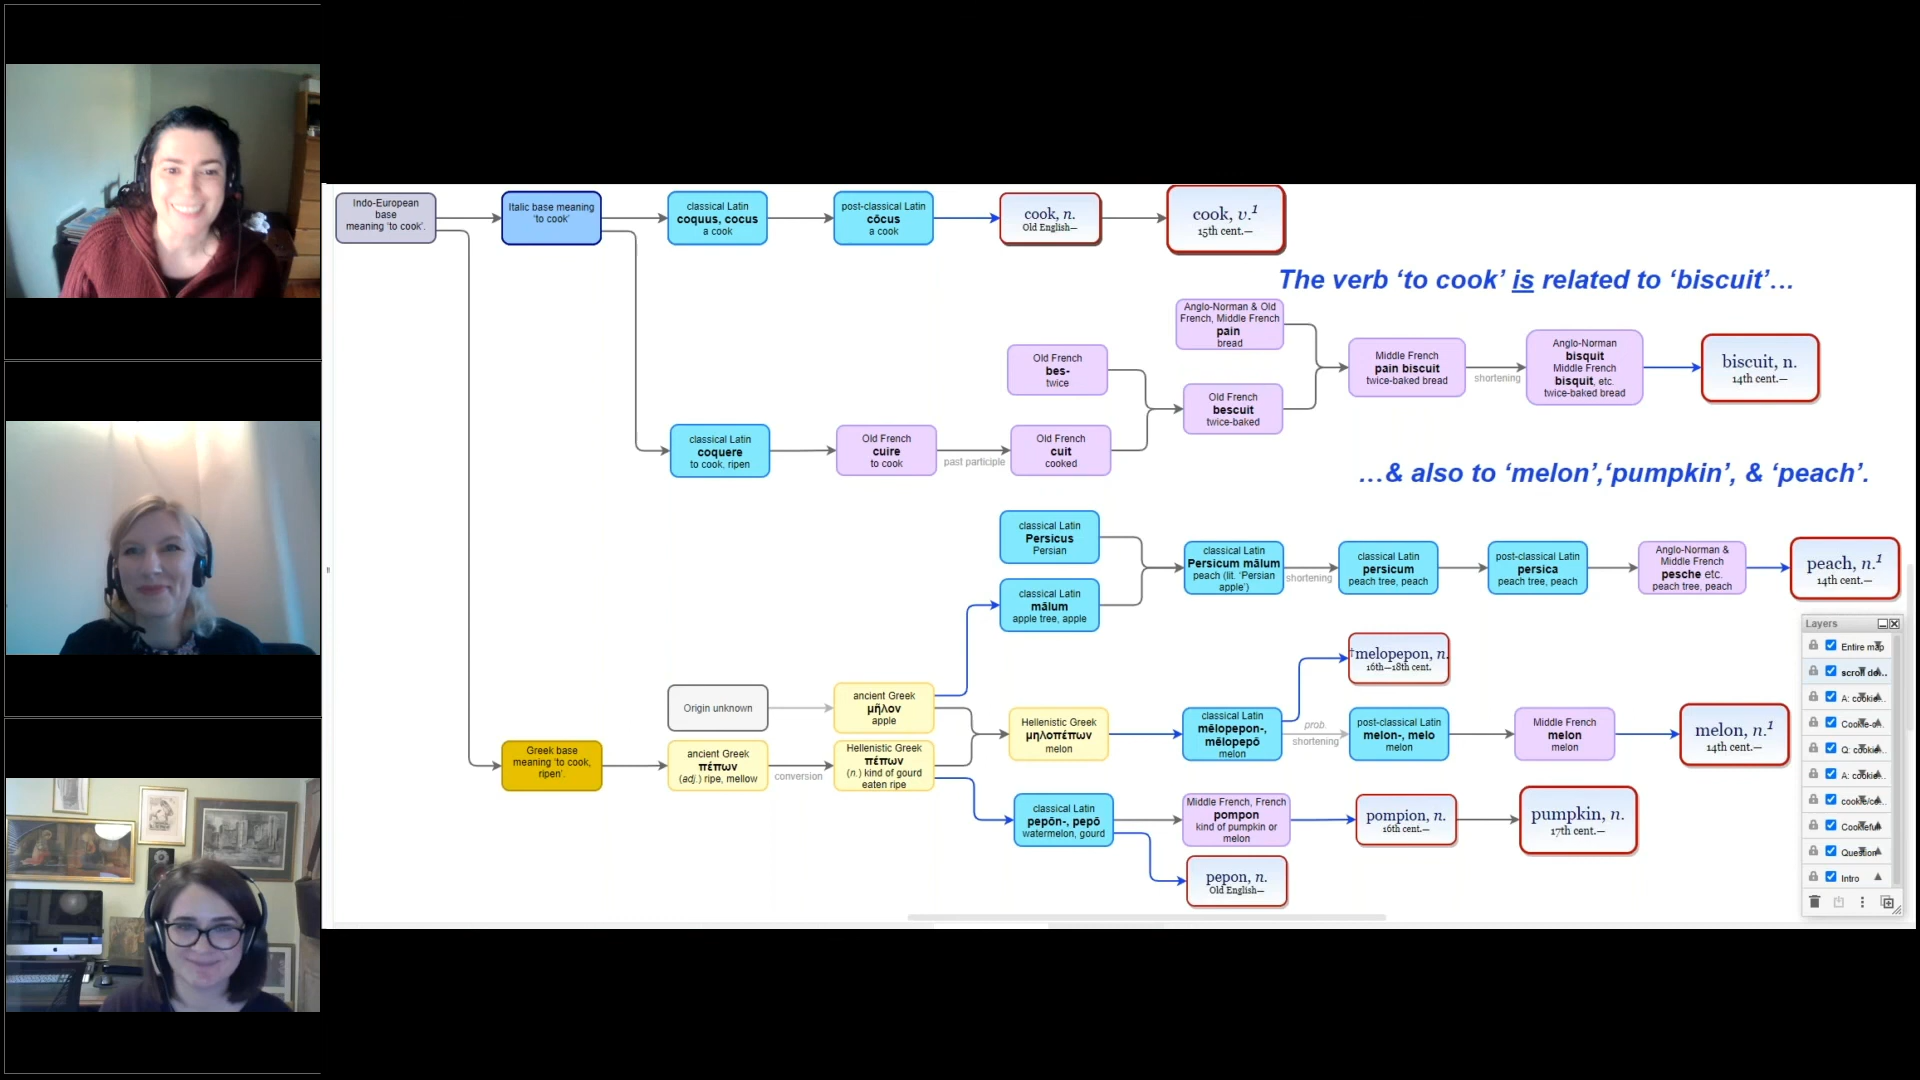 Indo-European
base
meaning ‘to cook’.
Italic base meaning
‘to cook’
classical Latin
coquus, cocus
a cook
post-classical Latin
cōcus
a cook
cook, n.
Old English—
cook, v.¹
15th cent.—
The verb ‘to cook’ is related to ‘biscuit’…
Anglo-Norman & Old
French, Middle French
pain
bread
Old French
bes-
twice
Old French
bescuit
twice-baked
Middle French
pain biscuit
twice-baked bread
shortening
Anglo-Norman
bisquit
Middle French
bisquit, etc.
twice-baked bread
biscuit, n.
14th cent.—
classical Latin
coquere
to cook, ripen
Old French
cuire
to cook
past participle
Old French
cuit
cooked
…& also to ‘melon’,‘pumpkin’, & ‘peach’.
classical Latin
Persicus
Persian
classical Latin
mālum
apple tree, apple
classical Latin
Persicum mālum
peach (lit. ‘Persian
apple’)
shortening
classical Latin
persicum
peach tree, peach
post-classical Latin
persica
peach tree, peach
Anglo-Norman &
Middle French
pesche etc.
peach tree, peach
peach, n.¹
14th cent.—
Origin unknown
ancient Greek
μῆλον
apple
Greek base
meaning ‘to cook,
ripen’.
ancient Greek
πέπων
(adj.) ripe, mellow
conversion
Hellenistic Greek
πέπων
(n.) kind of gourd
eaten ripe
Hellenistic Greek
μηλοπέπων
melon
classical Latin
mēlopepon-,
mēlopepō
melon
†melopepon, n.
16th—18th cent.
prob.
shortening
post-classical Latin
melon-, melo
melon
Middle French
melon
melon
melon, n.¹
14th cent.—
classical Latin
pepōn-, pepō
watermelon, gourd
Middle French, French
pompon
kind of pumpkin or
melon
pompion, n.
16th cent.—
pumpkin, n.
17th cent.—
pepon, n.
Old English—
Layers
Entire map
scroll do...
A: cookie...
Cookie-o...
Q: cookie...
A: cookie...
cookie/co...
Cookieful
Question
Intro